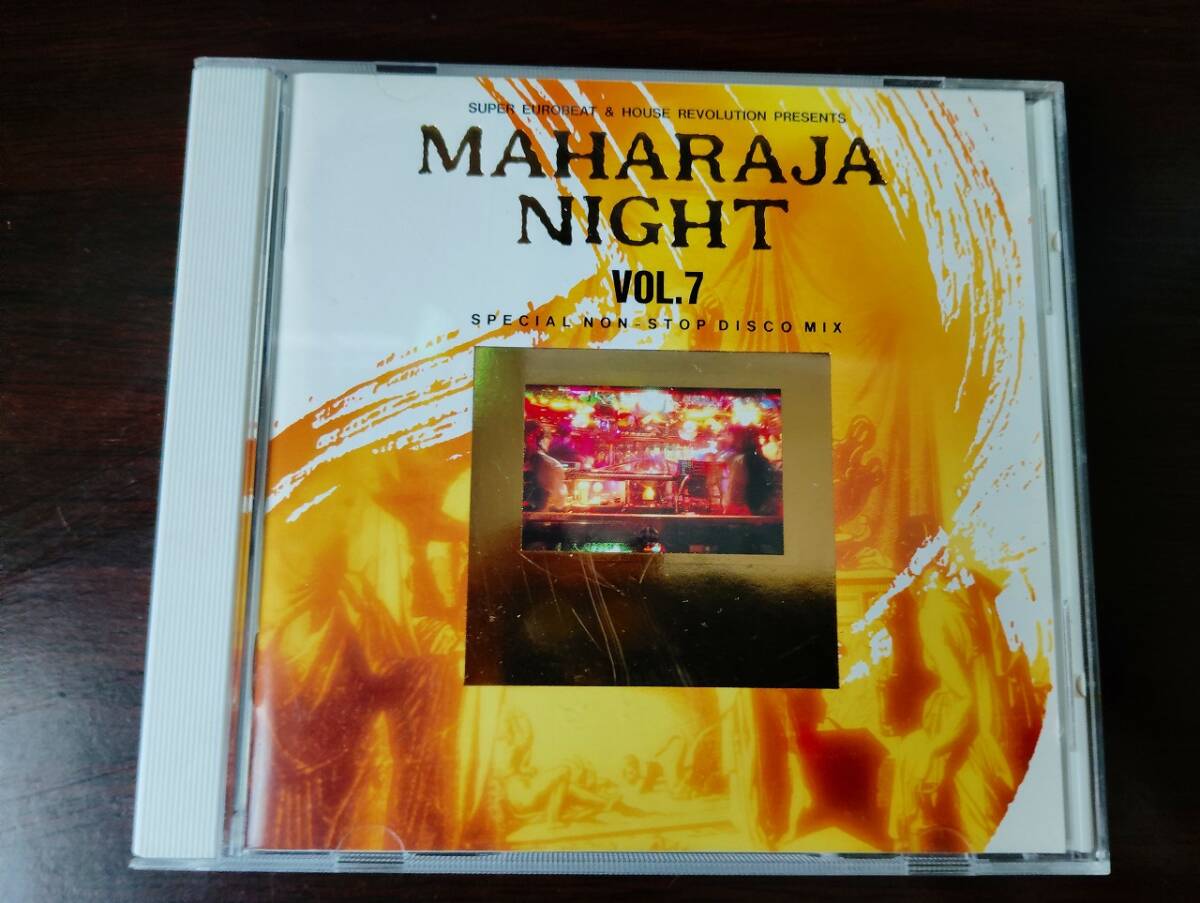 SUPER EUROBEAT & HOUSE REVOLUTION PRESENTS
MAHARAJA
NIGHT
VOL.7
SPECIAL NON-STOP DISCO MIX